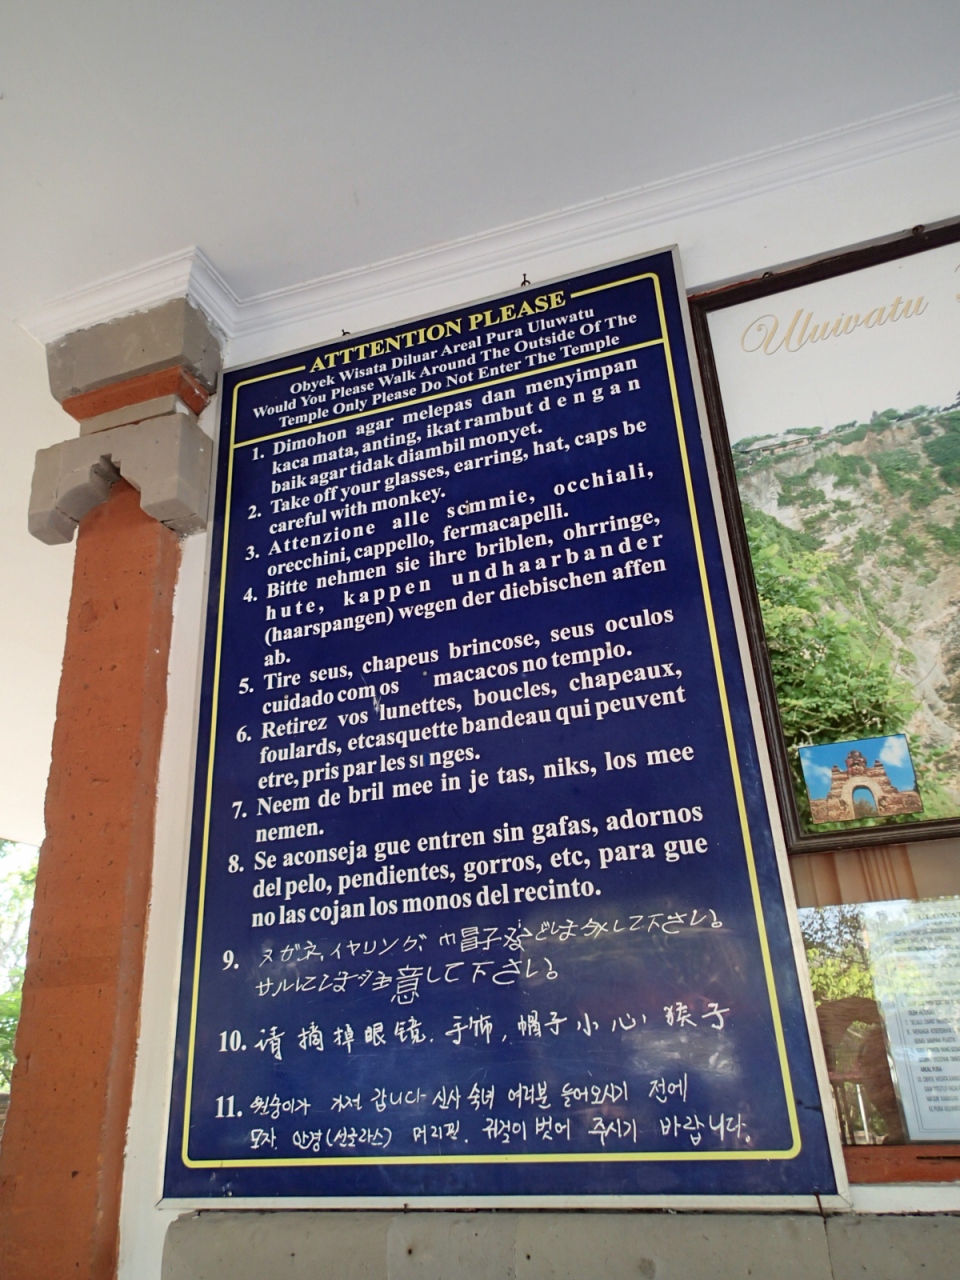 ATTTENTION PLEASE
Obyek Wisata Diluar Areal Pura Uluwatu
Would You Please Walk Around The Outside Of The
Temple Only Please Do Not Enter The Temple
1. Dimohon agar melepas dan menyimpan
kaca mata, anting, ikat rambut dengan
baik agar tidak diambil monyet.
2. Take off your glasses, earring, hat, caps be
careful with monkey.
3. Attenzione alle scimmie, occhiali,
orecchini, cappello, fermacapelli.
4. Bitte nehmen sie ihre briblen, ohrringe,
hute, kappen undhaarbander
(haarspangen) wegen der diebischen affen
ab.
5. Tire seus, chapeus brincose, seus oculos
cuidado com os macacos no templo.
6. Retirez vos lunettes, boucles, chapeaux,
foulards, etcasquette bandeau qui peuvent
etre, pris par les singes.
7. Neem de bril mee in je tas, niks, los mee
nemen.
8. Se aconseja gue entren sin gafas, adornos
del pelo, pendientes, gorros, etc, para gue
no las cojan los monos del recinto.
9. メガネ, イヤリング, 帽子 して下さい。
サルに 注意して下さい。
10. 请摘掉眼镜. 手饰, 帽子小心猴子
11. 원숭이가 가져 갑니다 신사 숙녀 여러분 들어오시기 전에
모자 안경(선글라스) 머리핀. 귀걸이 벗어 주시기 바랍니다.
Uluwatu